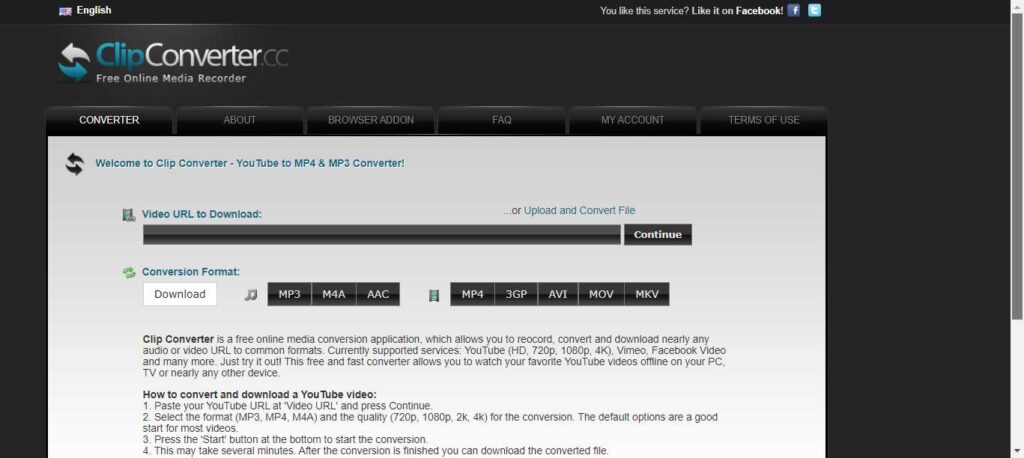 English
You like this service? Like it on Facebook!
ClipConverter.cc
Free Online Media Recorder
CONVERTER
ABOUT
BROWSER ADDON
FAQ
MY ACCOUNT
TERMS OF USE
Welcome to Clip Converter - YouTube to MP4 & MP3 Converter!
Video URL to Download:
...or Upload and Convert File
Continue
Conversion Format:
Download
MP3
M4A
AAC
MP4
3GP
AVI
MOV
MKV
Clip Converter is a free online media conversion application, which allows you to reocord, convert and download nearly any
audio or video URL to common formats. Currently supported services: YouTube (HD, 720p, 1080p, 4K), Vimeo, Facebook Video
and many more. Just try it out! This free and fast converter allows you to watch your favorite YouTube videos offline on your PC,
TV or nearly any other device.
How to convert and download a YouTube video:
1. Paste your YouTube URL at 'Video URL' and press Continue.
2. Select the format (MP3, MP4, M4A) and the quality (720p, 1080p, 2k, 4k) for the conversion. The default options are a good
start for most videos.
3. Press the 'Start' button at the bottom to start the conversion.
4. This may take several minutes. After the conversion is finished you can download the converted file.